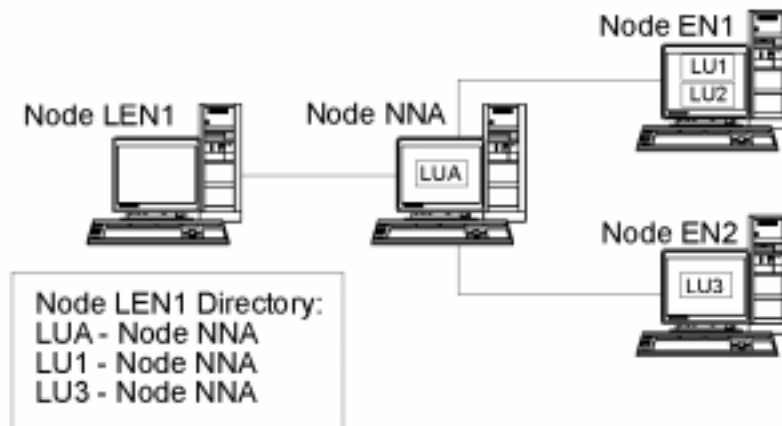 Node EN1
LU1
LU2
Node LEN1
Node NNA
LUA
Node EN2
LU3
Node LEN1 Directory:
LUA - Node NNA
LU1 - Node NNA
LU3 - Node NNA